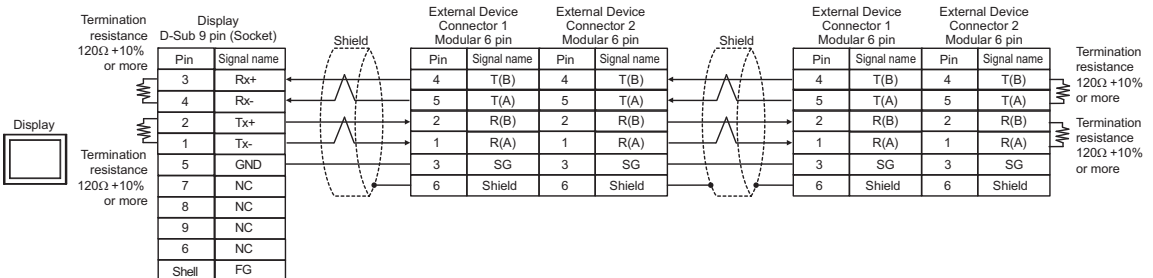 Display
Termination
resistance
120Ω +10%
or more
Termination
resistance
120Ω +10%
or more
Display
D-Sub 9 pin (Socket)
Pin Signal name
3 Rx+
4 Rx-
2 Tx+
1 Tx-
5 GND
7 NC
8 NC
9 NC
6 NC
Shell FG
Shield
External Device
Connector 1
Modular 6 pin
External Device
Connector 2
Modular 6 pin
Pin Signal name Pin Signal name
4 T(B) 4 T(B)
5 T(A) 5 T(A)
2 R(B) 2 R(B)
1 R(A) 1 R(A)
3 SG 3 SG
6 Shield 6 Shield
Shield
External Device
Connector 1
Modular 6 pin
External Device
Connector 2
Modular 6 pin
Pin Signal name Pin Signal name
4 T(B) 4 T(B)
5 T(A) 5 T(A)
2 R(B) 2 R(B)
1 R(A) 1 R(A)
3 SG 3 SG
6 Shield 6 Shield
Termination
resistance
120Ω +10%
or more
Termination
resistance
120Ω +10%
or more